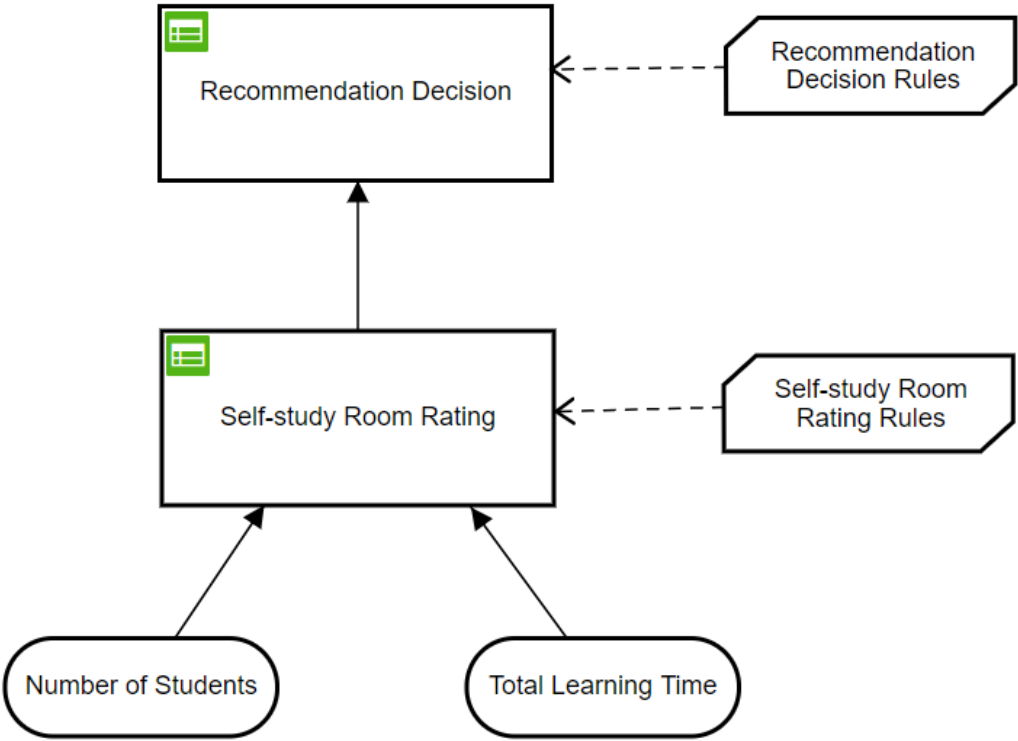 Recommendation Decision
Recommendation
Decision Rules
Self-study Room Rating
Self-study Room
Rating Rules
Number of Students
Total Learning Time